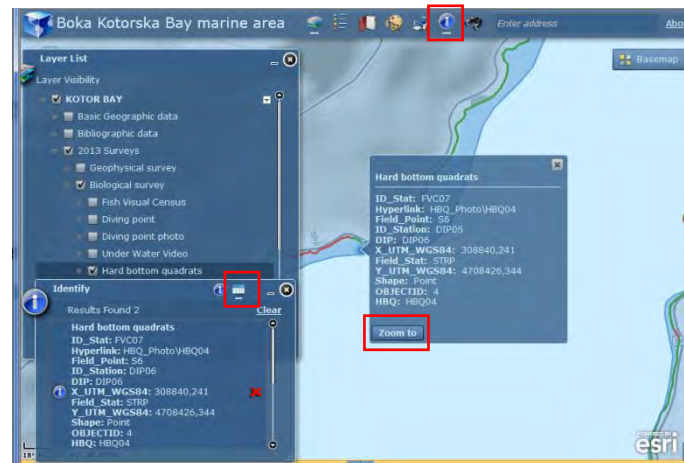 Boka Kotorska Bay marine area
Enter address
Abo
Basemap
Layer List
Layer Visibility
KOTOR BAY
Basic Geographic data
Bibliographic data
2013 Surveys
Geophysical survey
Biological survey
Fish Visual Census
Diving point
Diving point photo
Under Water Video
Hard bottom quadrats
Hard bottom quadrats
ID_Stat: FVC07
Hyperlink: HBQ_Photo\HBQ04
Field_Point: S6
ID_Station: DIP06
DIP: DIP06
X_UTM_WGS84: 308840,241
Field_Stat: STRP
Y_UTM_WGS84: 4708426,344
Shape: Point
OBJECTID: 4
HBQ: HBQ04
Zoom to
Identify
Results Found 2
Clear
Hard bottom quadrats
ID_Stat: FVC07
Hyperlink: HBQ_Photo\HBQ04
Field_Point: S6
ID_Station: DIP06
DIP: DIP06
X_UTM_WGS84: 308840,241
Field_Stat: STRP
Y_UTM_WGS84: 4708426,344
Shape: Point
OBJECTID: 4
HBQ: HBQ04
18°
POWERED BY
esri